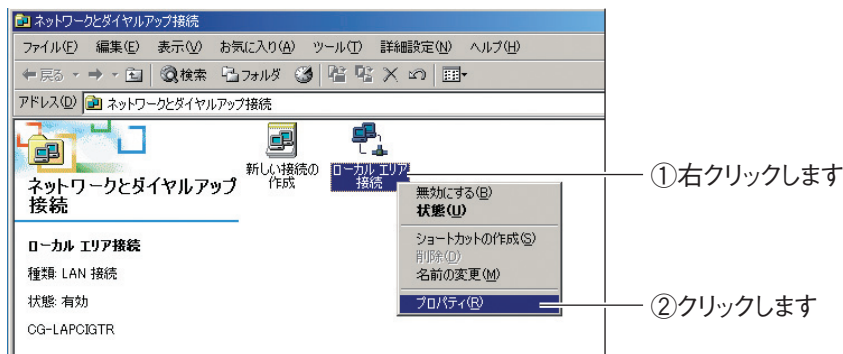 ネットワークとダイヤルアップ接続
ファイル(F) 編集(E) 表示(V) お気に入り(A) ツール(T) 詳細設定(N) ヘルプ(H)
戻る 検索 フォルダ
アドレス(D) ネットワークとダイヤルアップ接続
新しい接続の
作成
ローカル エリア
接続
ネットワークとダイヤルアップ
接続
ローカル エリア接続
種類: LAN 接続
状態: 有効
CG-LAPCIGTR
無効にする(B)
状態(U)
ショートカットの作成(S)
削除(D)
名前の変更(M)
プロパティ(R)
①右クリックします
②クリックします